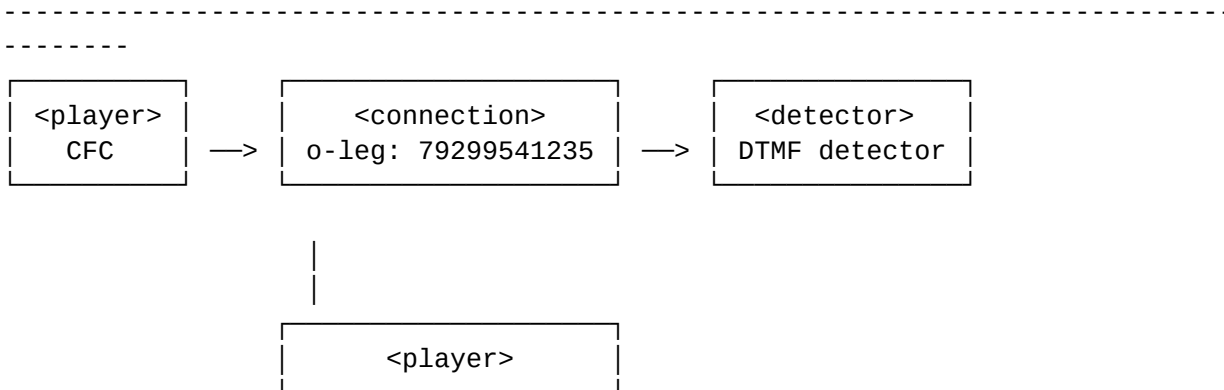 --------------------------------------------------------------------------------
--------
<player> <connection> <detector>
CFC ──> o-leg: 79299541235 ──> DTMF detector
<player>